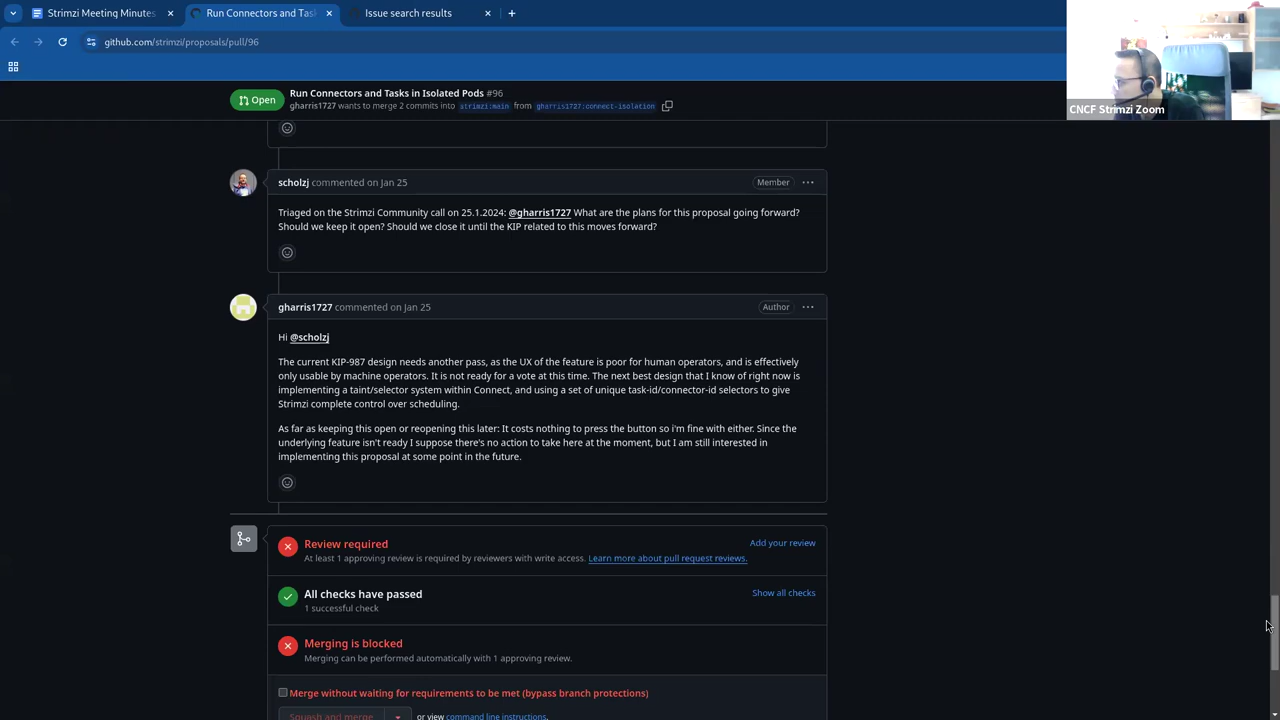 Strimzi Meeting Minutes
Run Connectors and Tas
Issue search results
github.com/strimzi/proposals/pull/96
CNCF Strimzi Zoom
Open
Run Connectors and Tasks in Isolated Pods #96
gharris1727 wants to merge 2 commits into strimzi:main from gharris1727:connect-isolation
scholzj commented on Jan 25
Member
Triaged on the Strimzi Community call on 25.1.2024: @gharris1727 What are the plans for this proposal going forward?
Should we keep it open? Should we close it until the KIP related to this moves forward?
gharris1727 commented on Jan 25
Author
Hi @scholzj
The current KIP-987 design needs another pass, as the UX of the feature is poor for human operators, and is effectively
only usable by machine operators. It is not ready for a vote at this time. The next best design that I know of right now is
implementing a taint/selector system within Connect, and using a set of unique task-id/connector-id selectors to give
Strimzi complete control over scheduling.
As far as keeping this open or reopening this later: It costs nothing to press the button so i'm fine with either. Since the
underlying feature isn't ready I suppose there's no action to take here at the moment, but I am still interested in
implementing this proposal at some point in the future.
Review required
Add your review
At least 1 approving review is required by reviewers with write access. Learn more about pull request reviews.
All checks have passed
Show all checks
1 successful check
Merging is blocked
Merging can be performed automatically with 1 approving review.
Merge without waiting for requirements to be met (bypass branch protections)
Squash and merge
or view command line instructions.